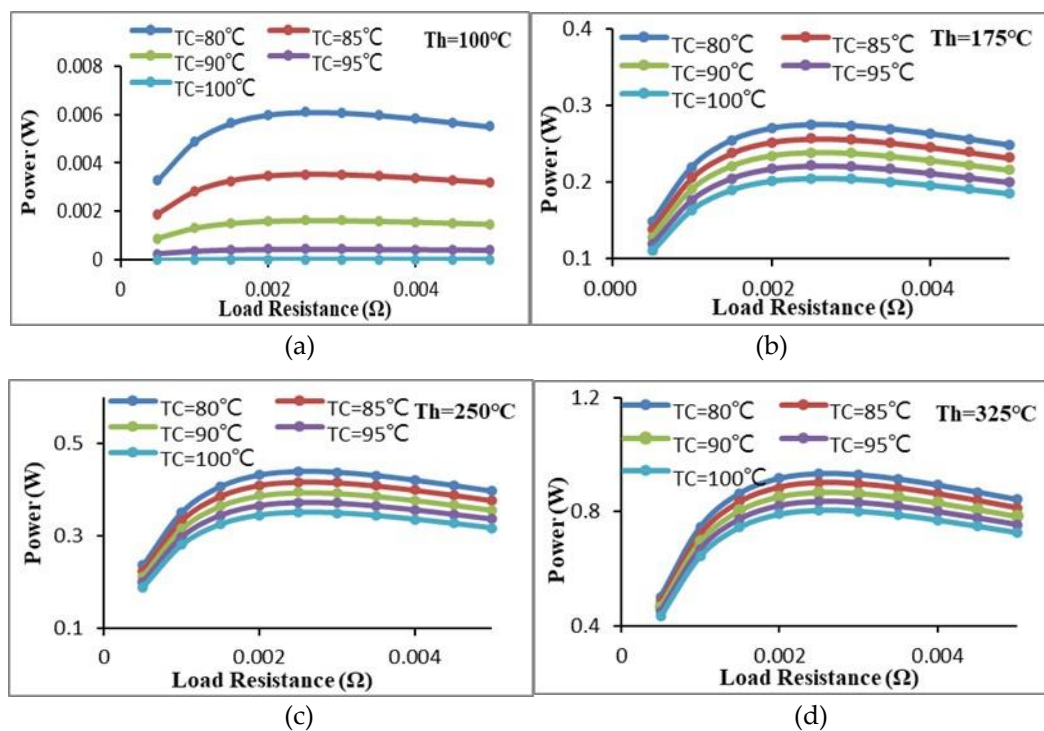 TC=80℃ TC=85℃ Th=100℃
TC=90℃ TC=95℃
TC=100℃
0.008
0.006
0.004
0.002
0
Power (W)
0 0.002 0.004
Load Resistance (Ω)
(a)
TC=80℃ TC=85℃ Th=175℃
TC=90℃ TC=95℃
TC=100℃
0.4
0.3
0.2
0.1
Power (W)
0.000 0.002 0.004
Load Resistance (Ω)
(b)
TC=80℃ TC=85℃ Th=250℃
TC=90℃ TC=95℃
TC=100℃
0.5
0.3
0.1
Power (W)
0 0.002 0.004
Load Resistance (Ω)
(c)
TC=80℃ TC=85℃ Th=325℃
TC=90℃ TC=95℃
TC=100℃
1.2
0.8
0.4
Power (W)
0 0.002 0.004
Load Resistance (Ω)
(d)